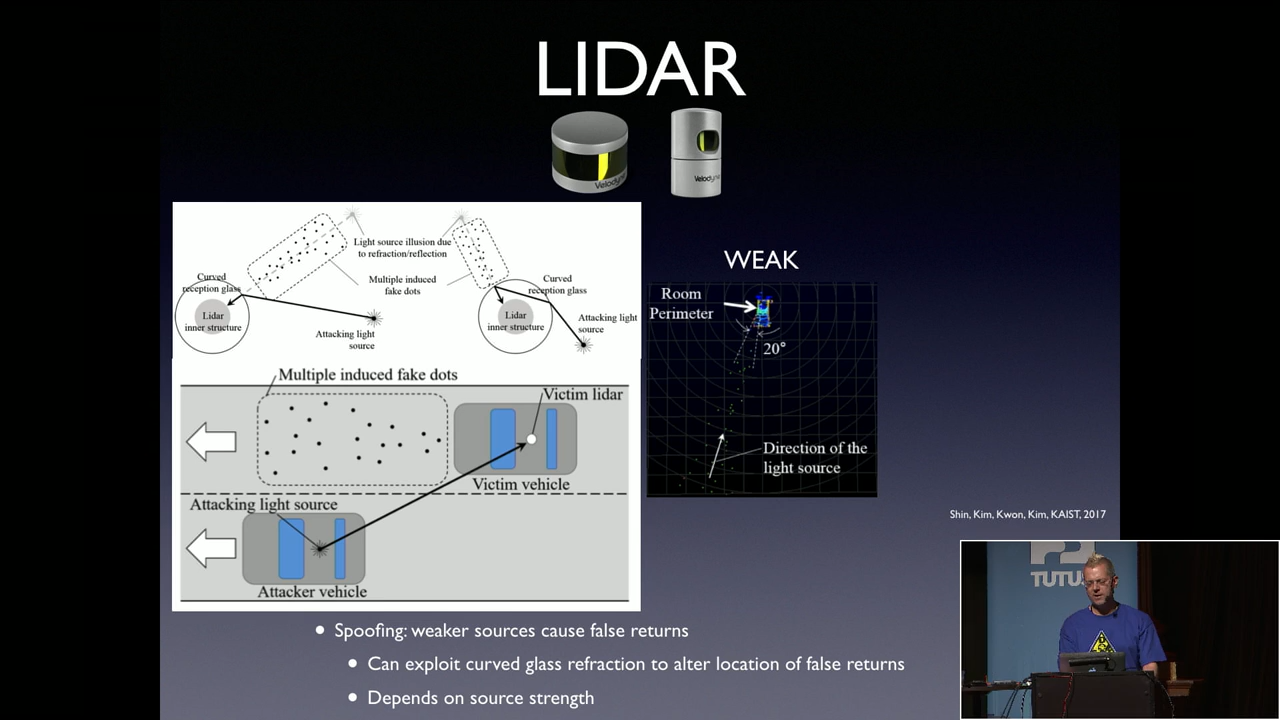 LIDAR
Velodyne
Velodyne
Light source illusion due
to refraction/reflection
Curved
reception glass
Multiple induced
fake dots
Curved
reception glass
Lidar
inner structure
Lidar
inner structure
Attacking light
source
Attacking light
source
Multiple induced fake dots
Victim lidar
Victim vehicle
Attacking light source
Attacker vehicle
WEAK
Room
Perimeter
20°
Direction of the
light source
Shin, Kim, Kwon, Kim, KAIST, 2017
• Spoofing: weaker sources cause false returns
• Can exploit curved glass refraction to alter location of false returns
• Depends on source strength